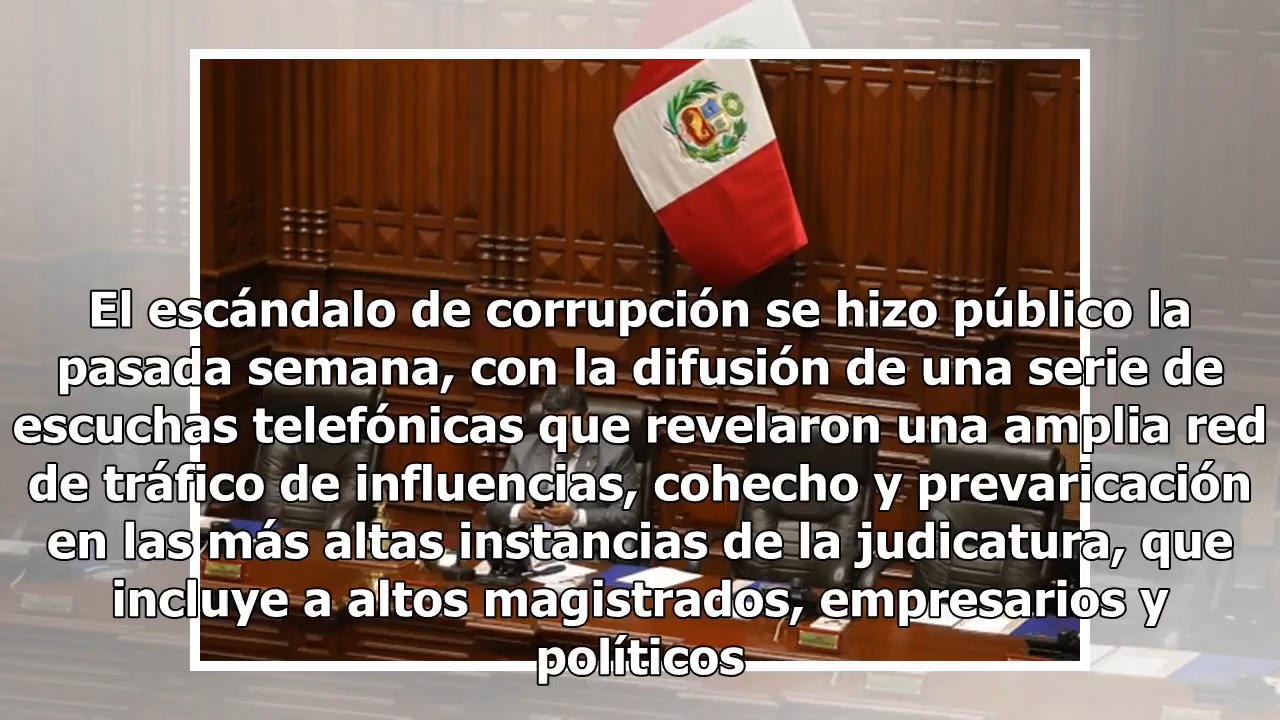 El escándalo de corrupción se hizo público la
pasada semana, con la difusión de una serie de
escuchas telefónicas que revelaron una amplia red
de tráfico de influencias, cohecho y prevaricación
en las más altas instancias de la judicatura, que
incluye a altos magistrados, empresarios y
políticos